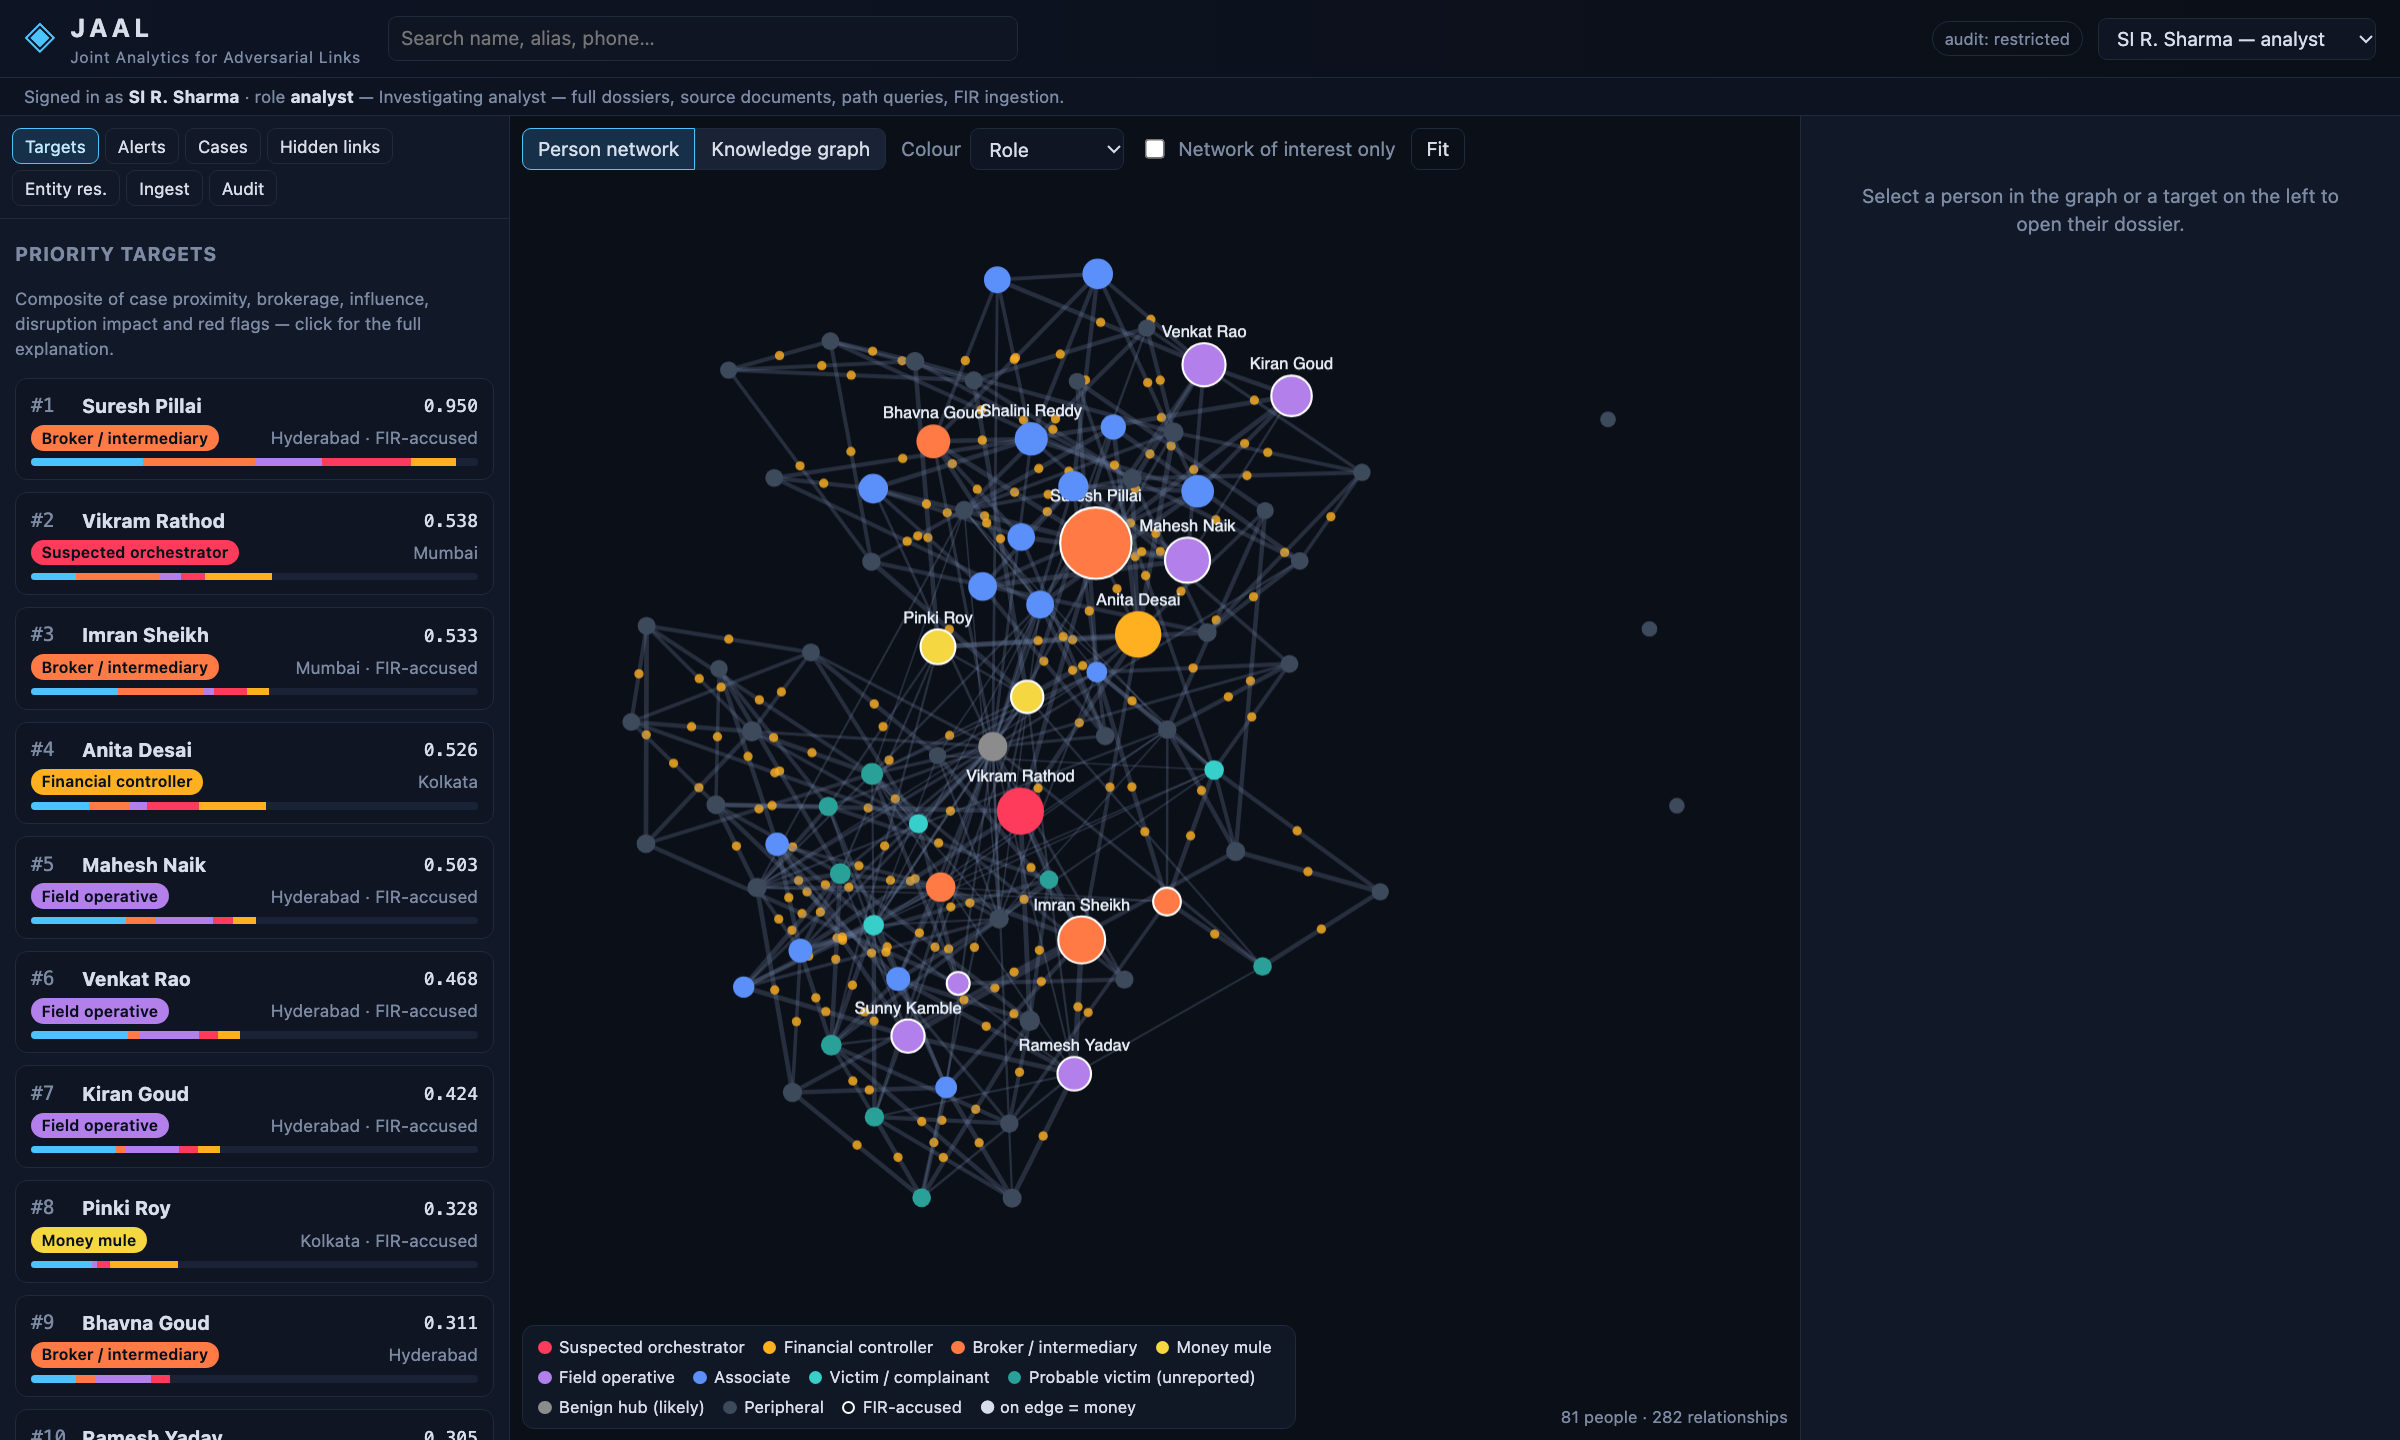 JAAL
Joint Analytics for Adversarial Links
Search name, alias, phone...
audit: restricted
SI R. Sharma — analyst
Signed in as SI R. Sharma · role analyst — Investigating analyst — full dossiers, source documents, path queries, FIR ingestion.
Targets
Alerts
Cases
Hidden links
Entity res.
Ingest
Audit
PRIORITY TARGETS
Composite of case proximity, brokerage, influence,
disruption impact and red flags — click for the full
explanation.
#1 Suresh Pillai 0.950
Broker / intermediary Hyderabad · FIR-accused
#2 Vikram Rathod 0.538
Suspected orchestrator Mumbai
#3 Imran Sheikh 0.533
Broker / intermediary Mumbai · FIR-accused
#4 Anita Desai 0.526
Financial controller Kolkata
#5 Mahesh Naik 0.503
Field operative Hyderabad · FIR-accused
#6 Venkat Rao 0.468
Field operative Hyderabad · FIR-accused
#7 Kiran Goud 0.424
Field operative Hyderabad · FIR-accused
#8 Pinki Roy 0.328
Money mule Kolkata · FIR-accused
#9 Bhavna Goud 0.311
Broker / intermediary Hyderabad
#10 Ramesh Yadav 0.305
Person network
Knowledge graph
Colour
Role
Network of interest only
Fit
Venkat Rao
Kiran Goud
Bhavna Goud
Shalini Reddy
Suresh Pillai
Mahesh Naik
Anita Desai
Pinki Roy
Vikram Rathod
Imran Sheikh
Sunny Kamble
Ramesh Yadav
Suspected orchestrator Financial controller Broker / intermediary Money mule
Field operative Associate Victim / complainant Probable victim (unreported)
Benign hub (likely) Peripheral FIR-accused on edge = money
81 people · 282 relationships
Select a person in the graph or a target on the left to
open their dossier.